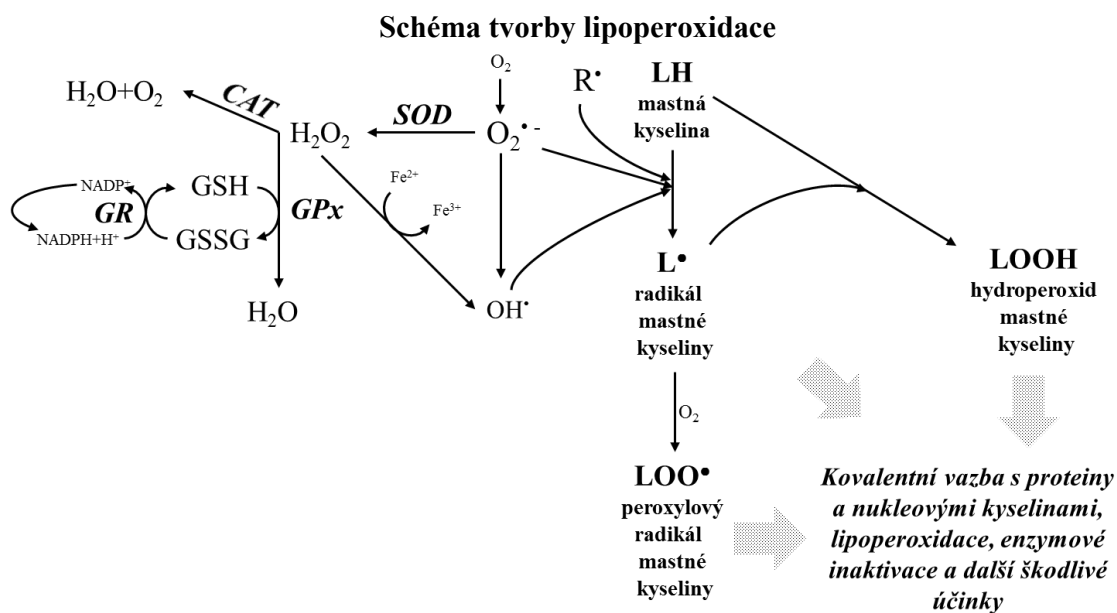 Schéma tvorby lipoperoxidace
O₂
R•
LH
mastná
kyselina
H₂O+O₂
CAT
H₂O₂
SOD
O₂• -
NADP⁺
GR
NADPH+H⁺
GSH
GSSG
GPx
Fe²⁺
Fe³⁺
H₂O
OH•
L•
radikál
mastné
kyseliny
LOOH
hydroperoxid
mastné
kyseliny
O₂
LOO•
peroxylový
radikál
mastné
kyseliny
Kovalentní vazba s proteiny
a nukleovými kyselinami,
lipoperoxidace, enzymové
inaktivace a další škodlivé
účinky